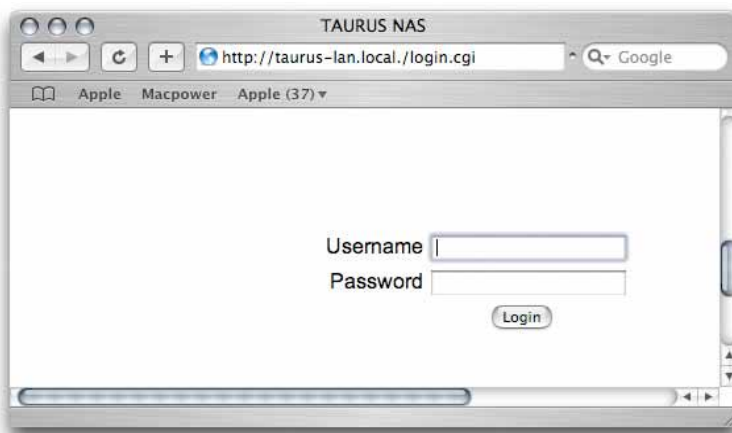 TAURUS NAS
http://taurus-lan.local./login.cgi
Google
Apple Macpower Apple (37)
Username
Password
Login